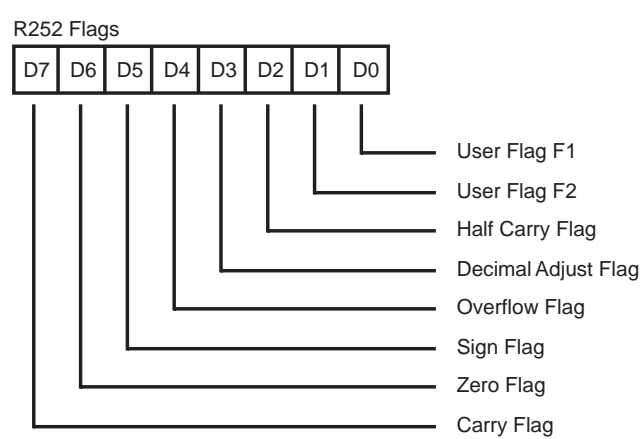 R252 Flags
D7 D6 D5 D4 D3 D2 D1 D0
User Flag F1
User Flag F2
Half Carry Flag
Decimal Adjust Flag
Overflow Flag
Sign Flag
Zero Flag
Carry Flag